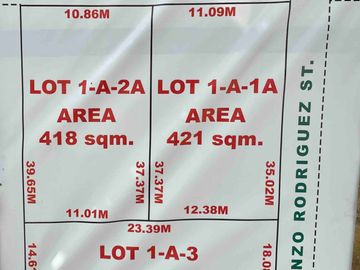 10.86M 11.09M
LOT 1-A-2A
AREA
418 sqm.
LOT 1-A-1A
AREA
421 sqm.
39.65M 37.37M 37.37M 35.02M
11.01M 12.38M
23.39M
LOT 1-A-3
RODRIGUEZ ST.